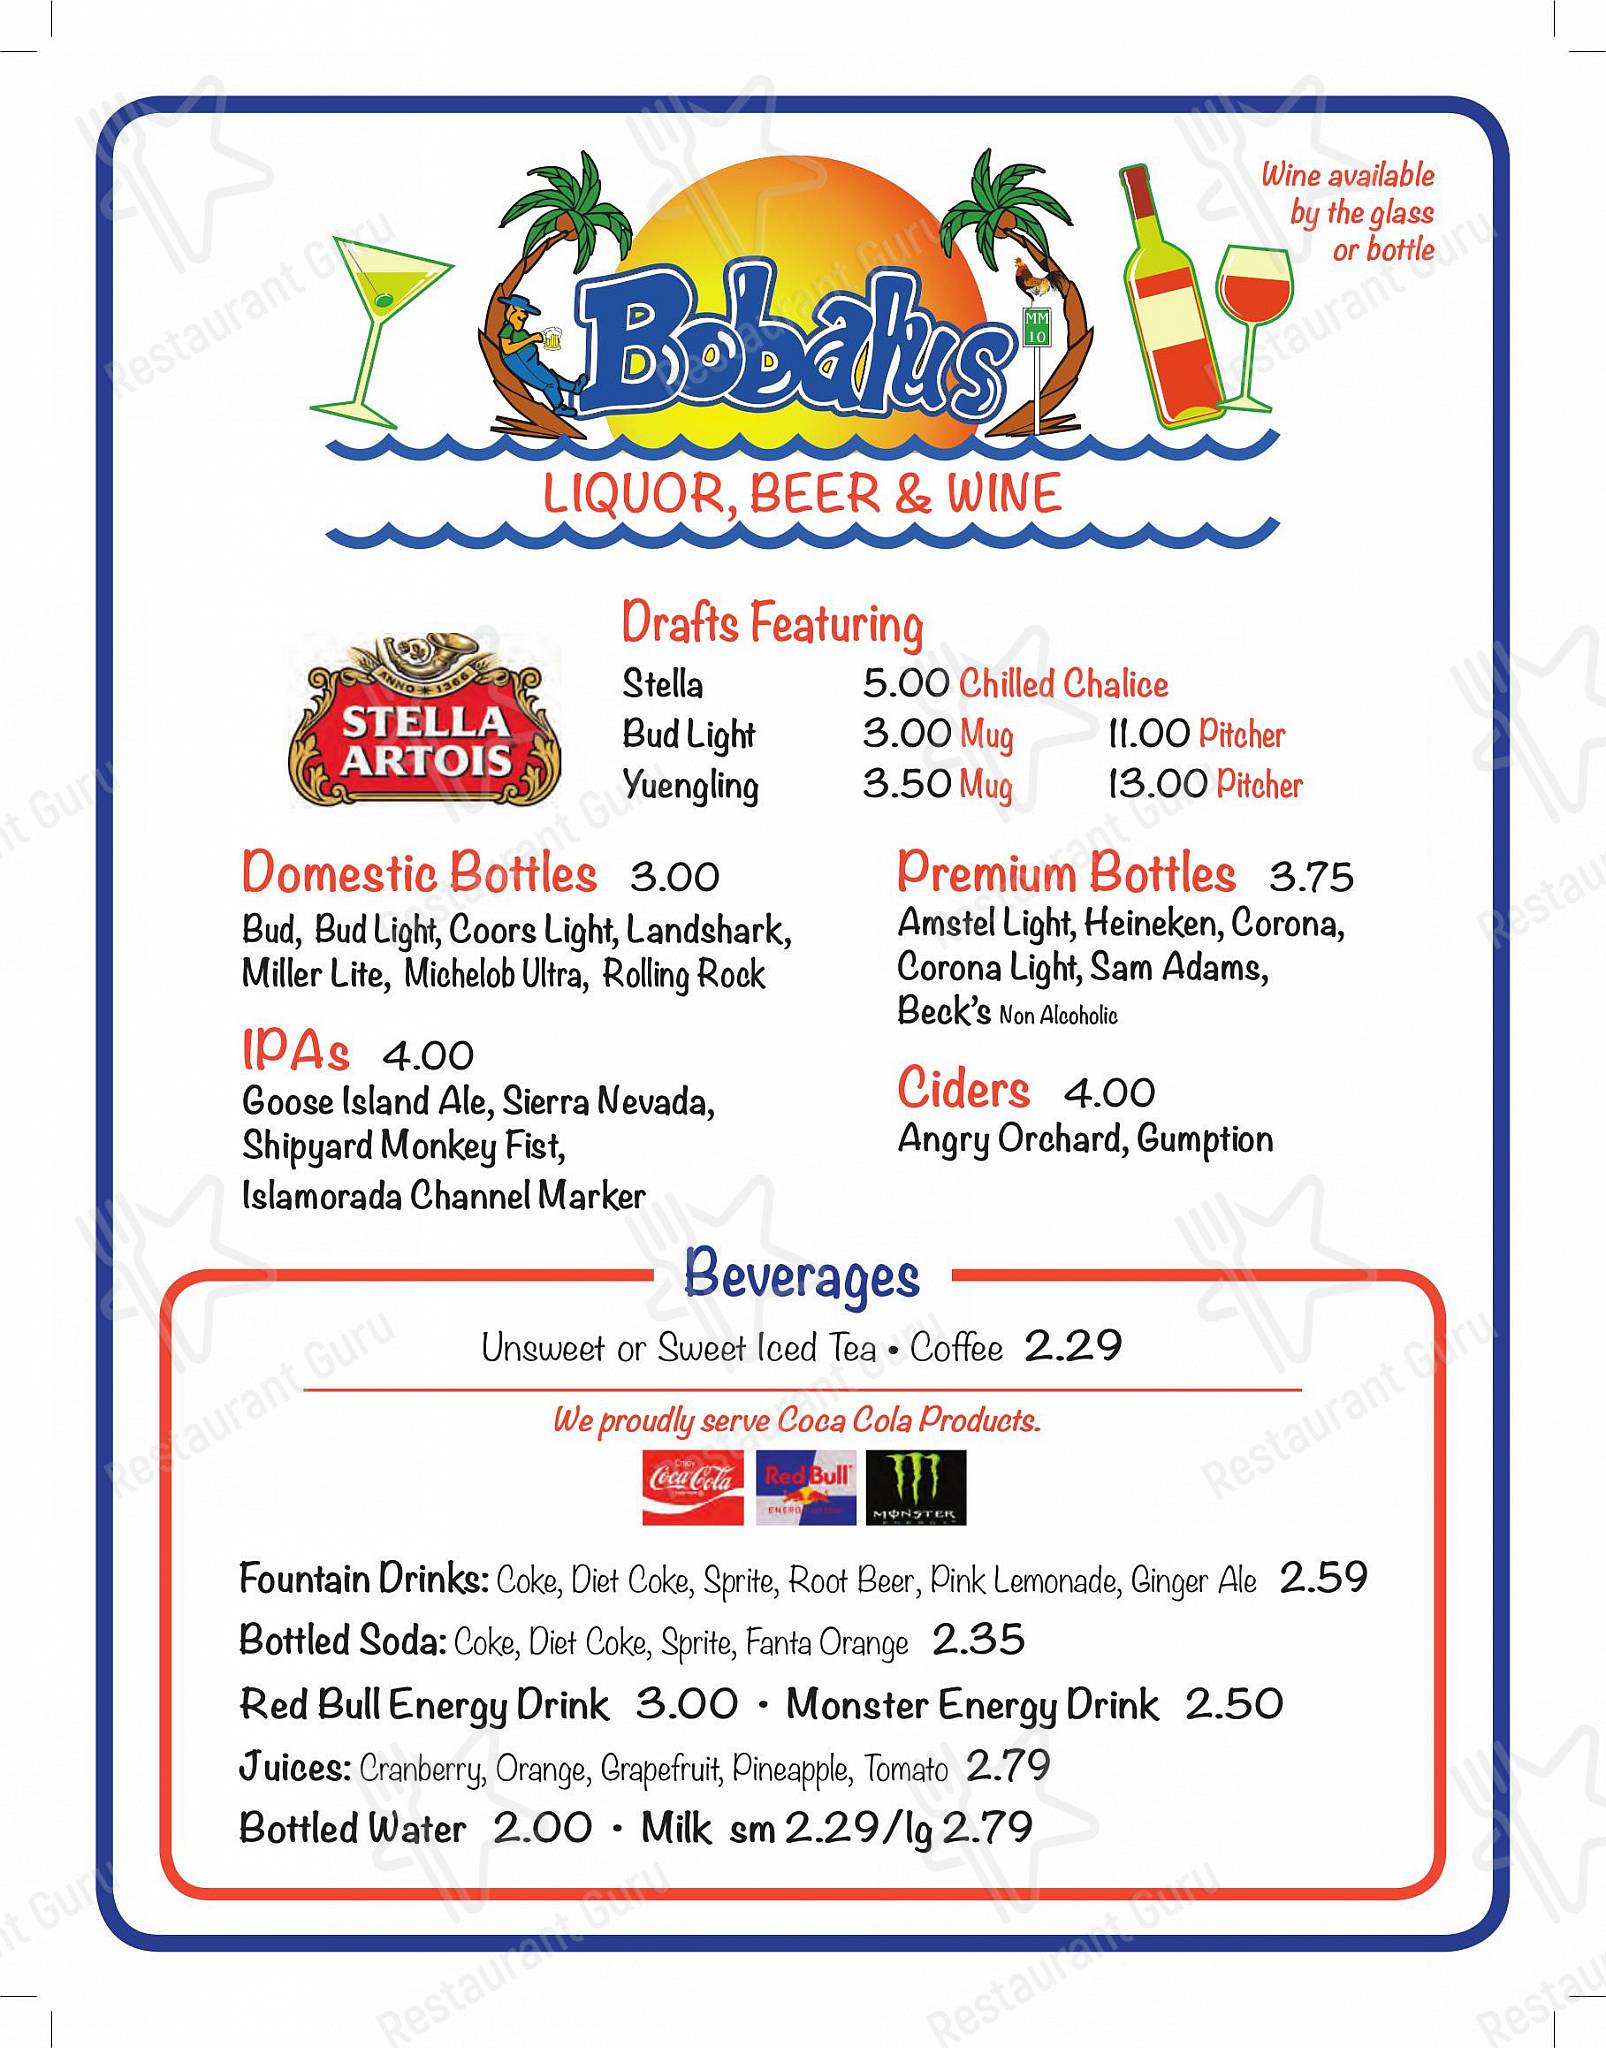 Wine available
by the glass
or bottle
Bobalus
MM
10
LIQUOR, BEER & WINE
Drafts Featuring
ANNO * 1366
STELLA
ARTOIS
Stella 5.00 Chilled Chalice
Bud Light 3.00 Mug 11.00 Pitcher
Yuengling 3.50 Mug 13.00 Pitcher
Domestic Bottles 3.00
Bud, Bud Light, Coors Light, Landshark,
Miller Lite, Michelob Ultra, Rolling Rock
IPAs 4.00
Goose Island Ale, Sierra Nevada,
Shipyard Monkey Fist,
Islamorada Channel Marker
Premium Bottles 3.75
Amstel Light, Heineken, Corona,
Corona Light, Sam Adams,
Beck's Non Alcoholic
Ciders 4.00
Angry Orchard, Gumption
Beverages
Unsweet or Sweet Iced Tea • Coffee 2.29
We proudly serve Coca Cola Products.
Enjoy
Coca-Cola
Red Bull
MONSTER
Fountain Drinks: Coke, Diet Coke, Sprite, Root Beer, Pink Lemonade, Ginger Ale 2.59
Bottled Soda: Coke, Diet Coke, Sprite, Fanta Orange 2.35
Red Bull Energy Drink 3.00 • Monster Energy Drink 2.50
Juices: Cranberry, Orange, Grapefruit, Pineapple, Tomato 2.79
Bottled Water 2.00 • Milk sm 2.29/lg 2.79
Restaurant Guru